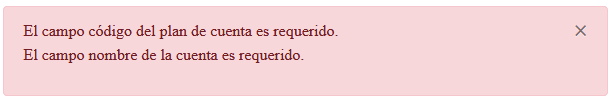 El campo código del plan de cuenta es requerido.
El campo nombre de la cuenta es requerido.